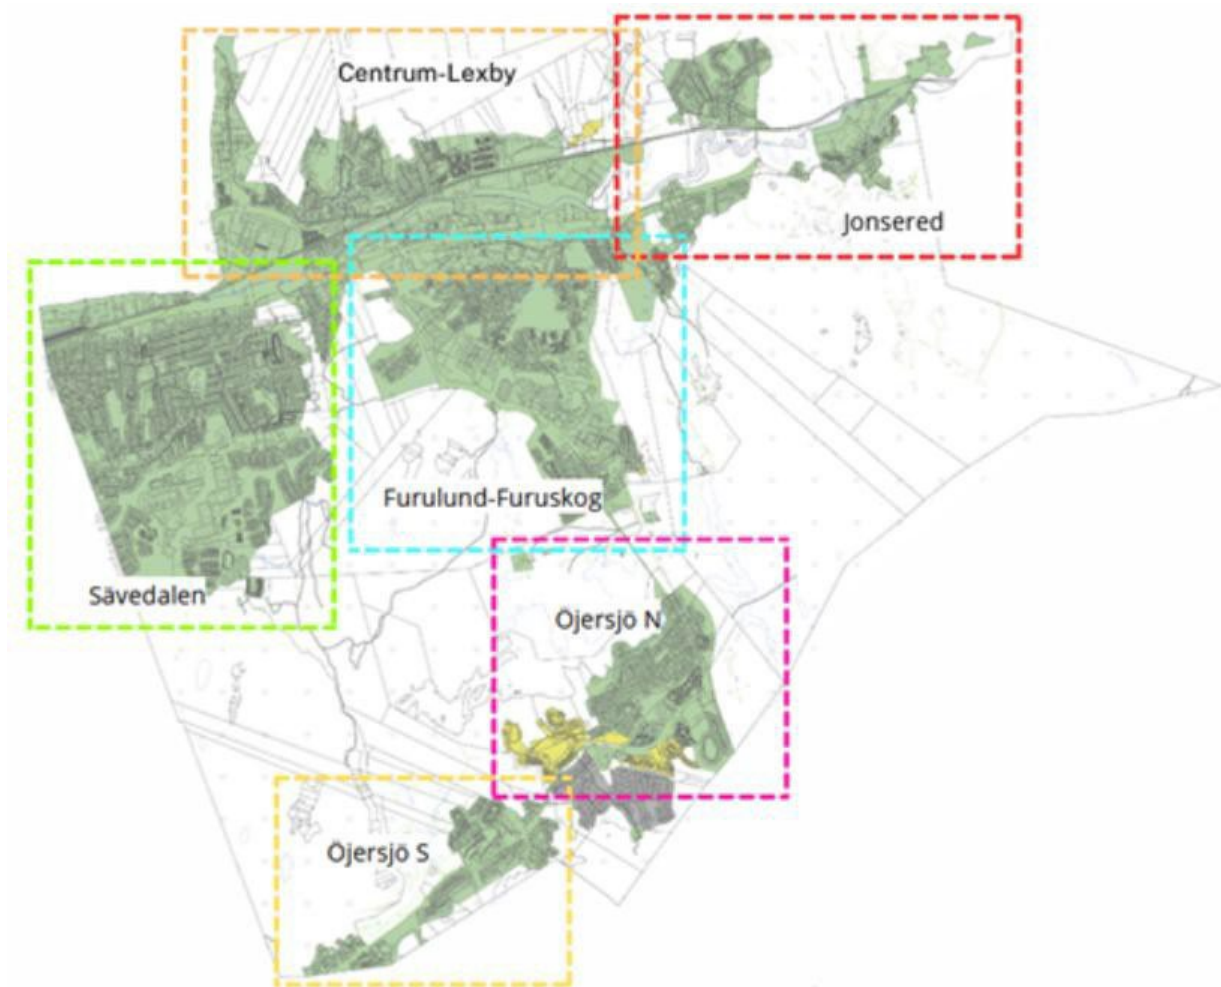 Centrum-Lexby
Jonsered
Furulund-Furuskog
Sävedalen
Öjersjö N
Öjersjö S